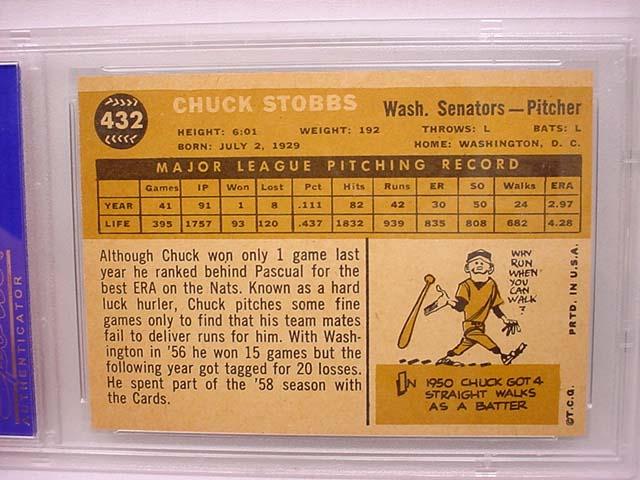 432
CHUCK STOBBS
Wash. Senators — Pitcher
HEIGHT: 6:01 WEIGHT: 192 THROWS: L BATS: L
BORN: JULY 2, 1929 HOME: WASHINGTON, D. C.
MAJOR LEAGUE PITCHING RECORD
Games IP Won Lost Pct Hits Runs ER SO Walks ERA
YEAR 41 91 1 8 .111 82 42 30 50 24 2.97
LIFE 395 1757 93 120 .437 1832 939 835 808 682 4.28
Although Chuck won only 1 game last
year he ranked behind Pascual for the
best ERA on the Nats. Known as a hard
luck hurler, Chuck pitches some fine
games only to find that his team mates
fail to deliver runs for him. With Wash-
ington in '56 he won 15 games but the
following year got tagged for 20 losses.
He spent part of the '58 season with
the Cards.
WHY
RUN
WHEN
YOU
CAN
WALK
?
IN 1950 CHUCK GOT 4
STRAIGHT WALKS
AS A BATTER
©T.C.G. PRTD. IN U.S.A.
AUTHENTICATOR